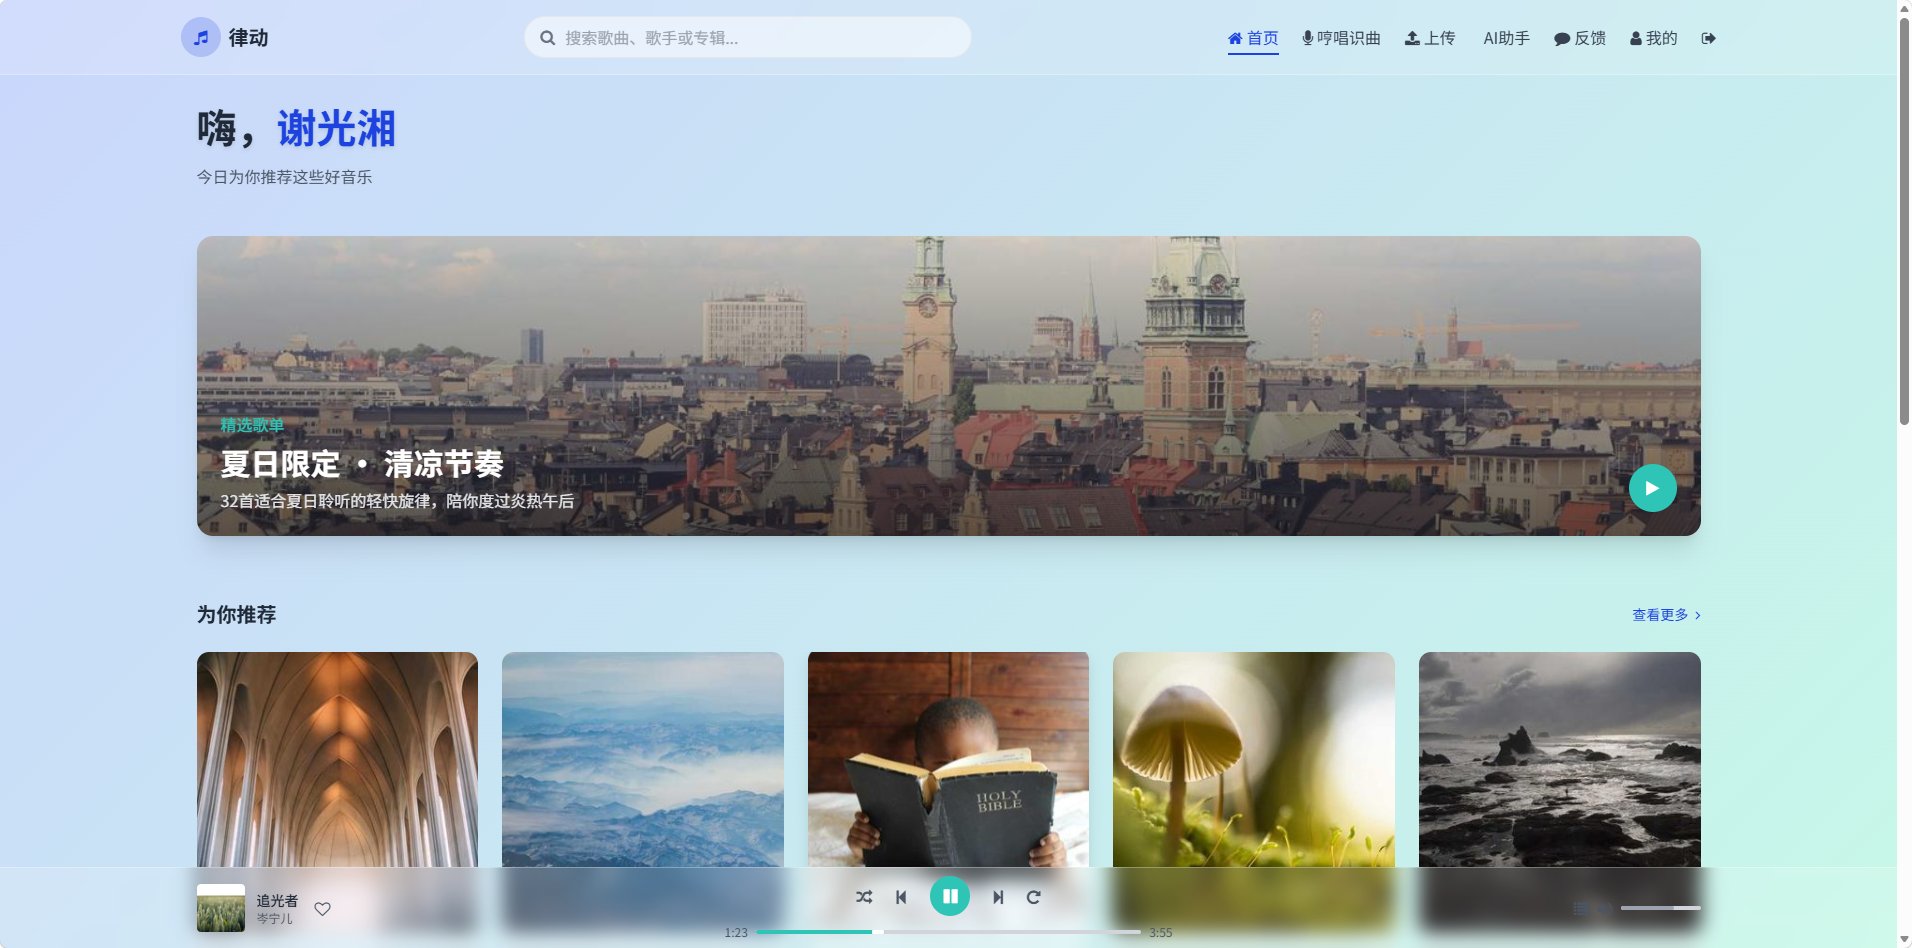 律动
搜索歌曲、歌手或专辑...
首页
哼唱识曲
上传
AI助手
反馈
我的
嗨，谢光湘
今日为你推荐这些好音乐
精选歌单
夏日限定 · 清凉节奏
32首适合夏日聆听的轻快旋律，陪你度过炎热午后
为你推荐
查看更多
HOLY
BIBLE
追光者
岑宁儿
1:23
3:55